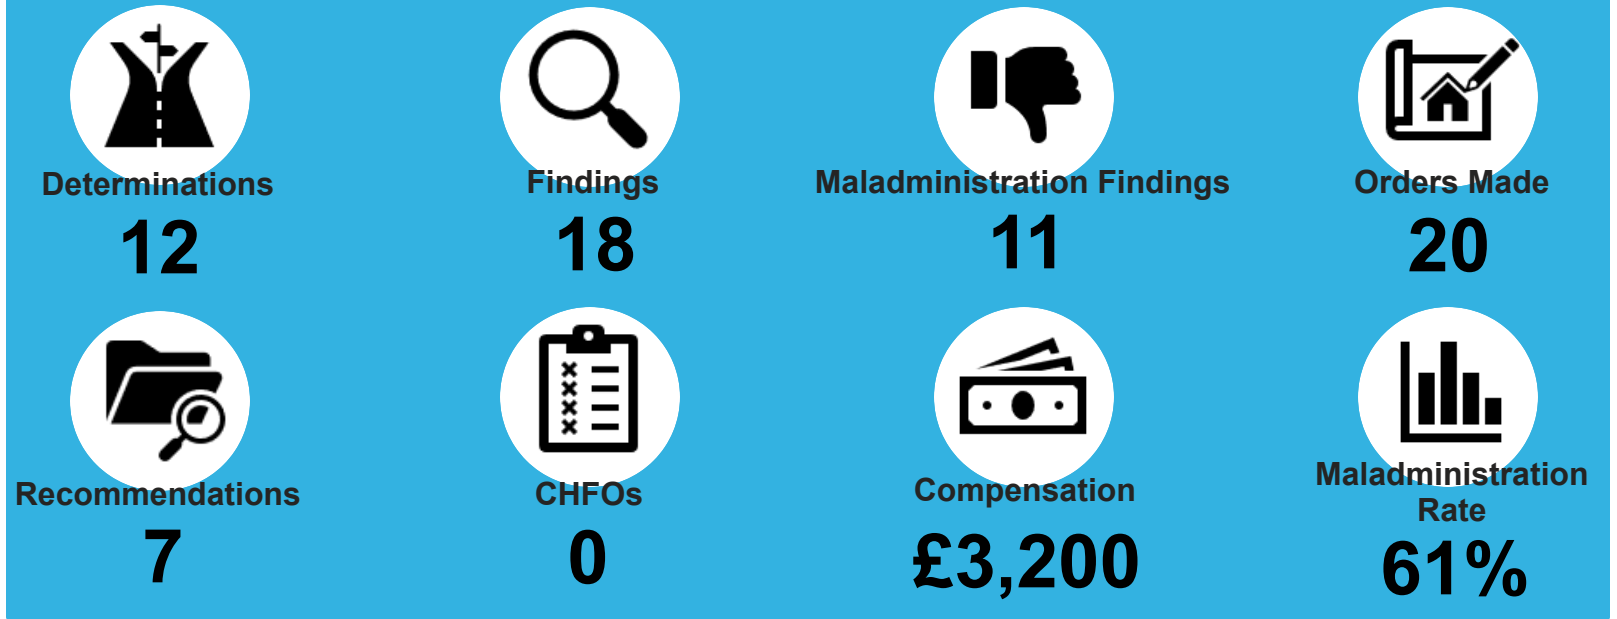 Determinations
12
Findings
18
Maladministration Findings
11
Orders Made
20
Recommendations
7
CHFOs
0
Compensation
£3,200
Maladministration
Rate
61%